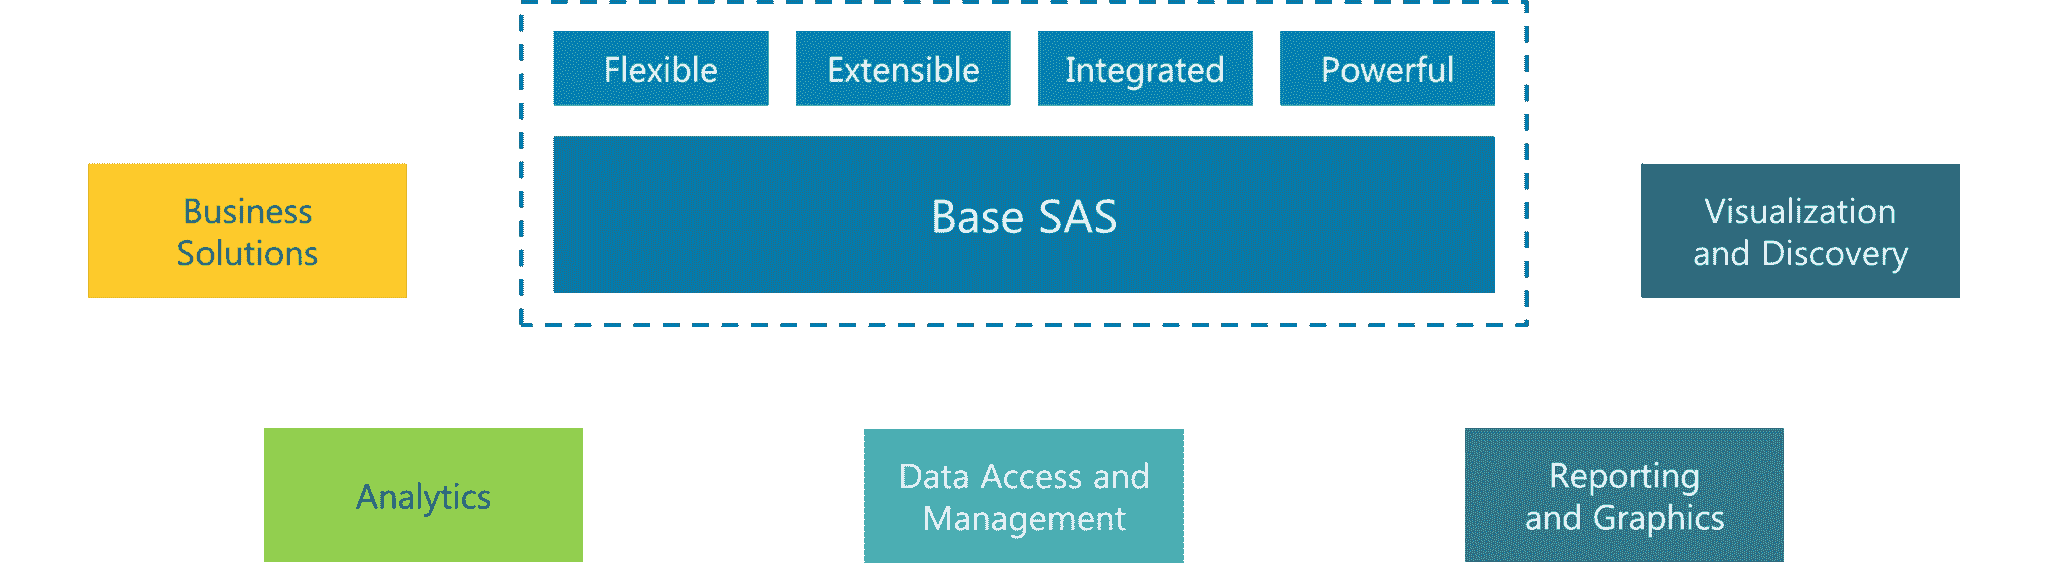 Flexible
Extensible
Integrated
Powerful
Base SAS
Business
Solutions
Visualization
and Discovery
Analytics
Data Access and
Management
Reporting
and Graphics